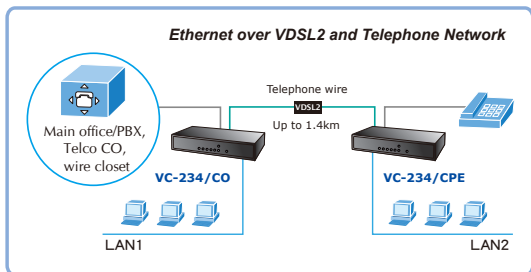 Ethernet over VDSL2 and Telephone Network
Main office/PBX,
Telco CO,
wire closet
Telephone wire
VDSL2
Up to 1.4km
VC-234/CO
VC-234/CPE
LAN1
LAN2